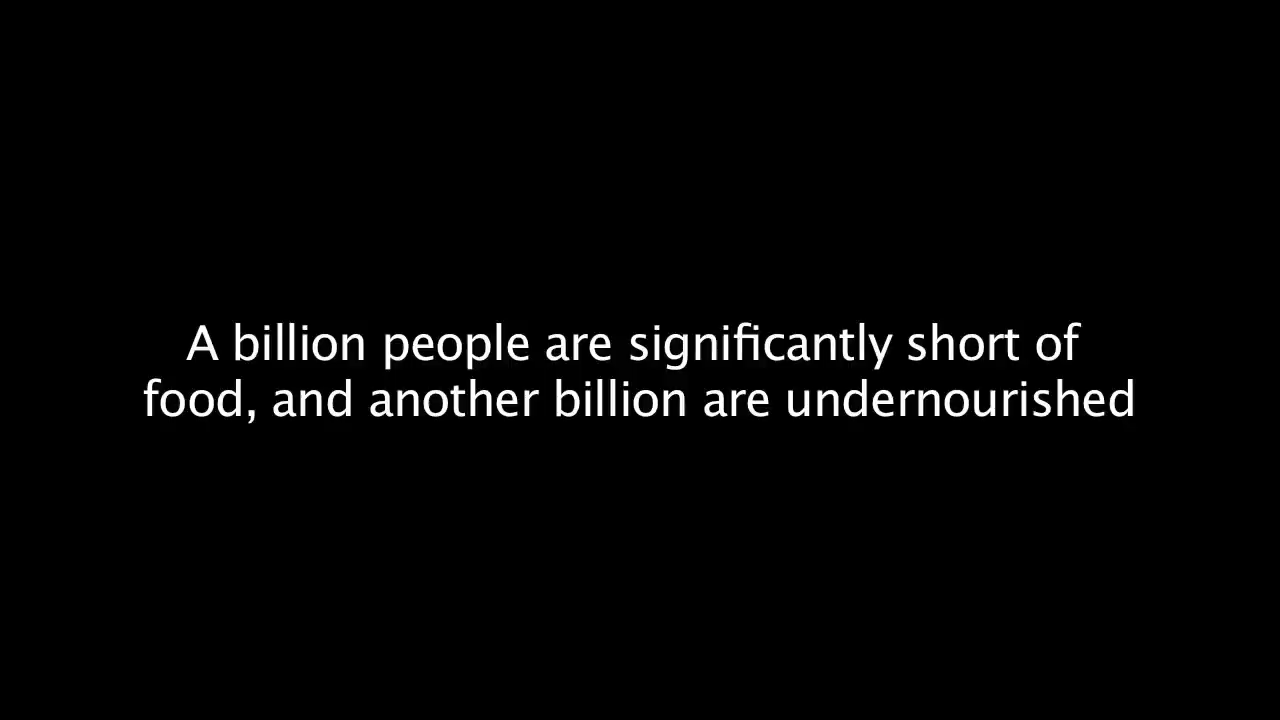 A billion people are significantly short of
food, and another billion are undernourished